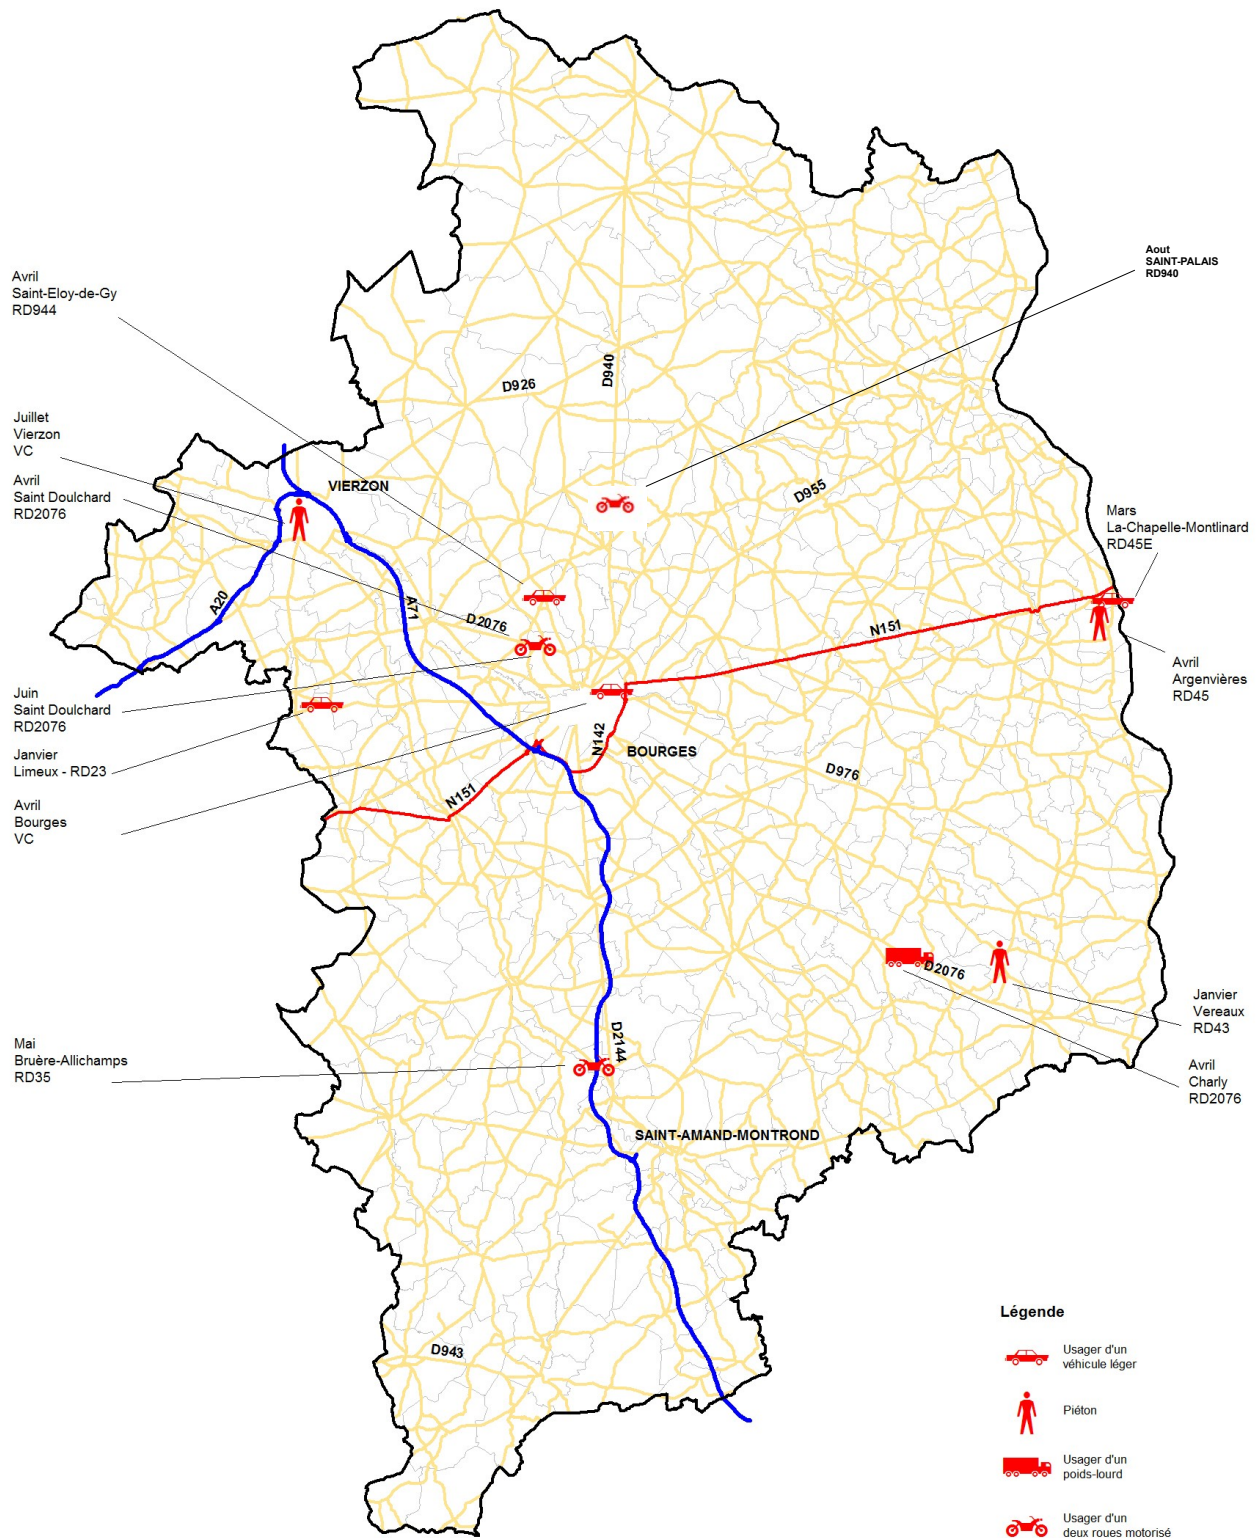 Aout
SAINT-PALAIS
RD940
Avril
Saint-Eloy-de-Gy
RD944
D940
D926
Juillet
Vierzon
VC
Avril
Saint Doulchard
RD2076
VIERZON
D955
Mars
La-Chapelle-Montlinard
RD45E
A20
A71
D2076
N151
Avril
Argenvières
RD45
Juin
Saint Doulchard
RD2076
Janvier
Limeux - RD23
Avril
Bourges
VC
N142
BOURGES
D976
N151
D2076
Janvier
Vereaux
RD43
Avril
Charly
RD2076
Mai
Bruère-Allichamps
RD35
D2144
SAINT-AMAND-MONTROND
D943
Légende
Usager d'un
véhicule léger
Piéton
Usager d'un
poids-lourd
Usager d'un
deux roues motorisé